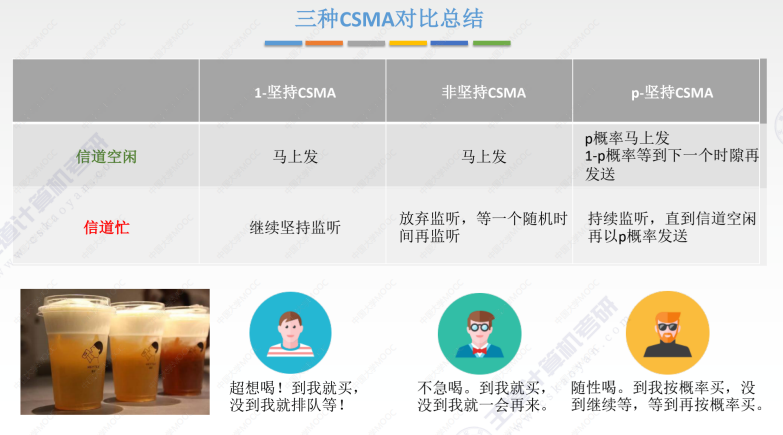 三种CSMA对比总结
1-坚持CSMA
非坚持CSMA
p-坚持CSMA
信道空闲
马上发
马上发
p概率马上发
1-p概率等到下一个时隙再
发送
信道忙
继续坚持监听
放弃监听，等一个随机时
间再监听
持续监听，直到信道空闲
再以p概率发送
超想喝！到我就买，
没到我就排队等！
不急喝。到我就买，
没到我就一会再来。
随性喝。到我按概率买，没
到继续等，等到再按概率买。
王道计算机考研